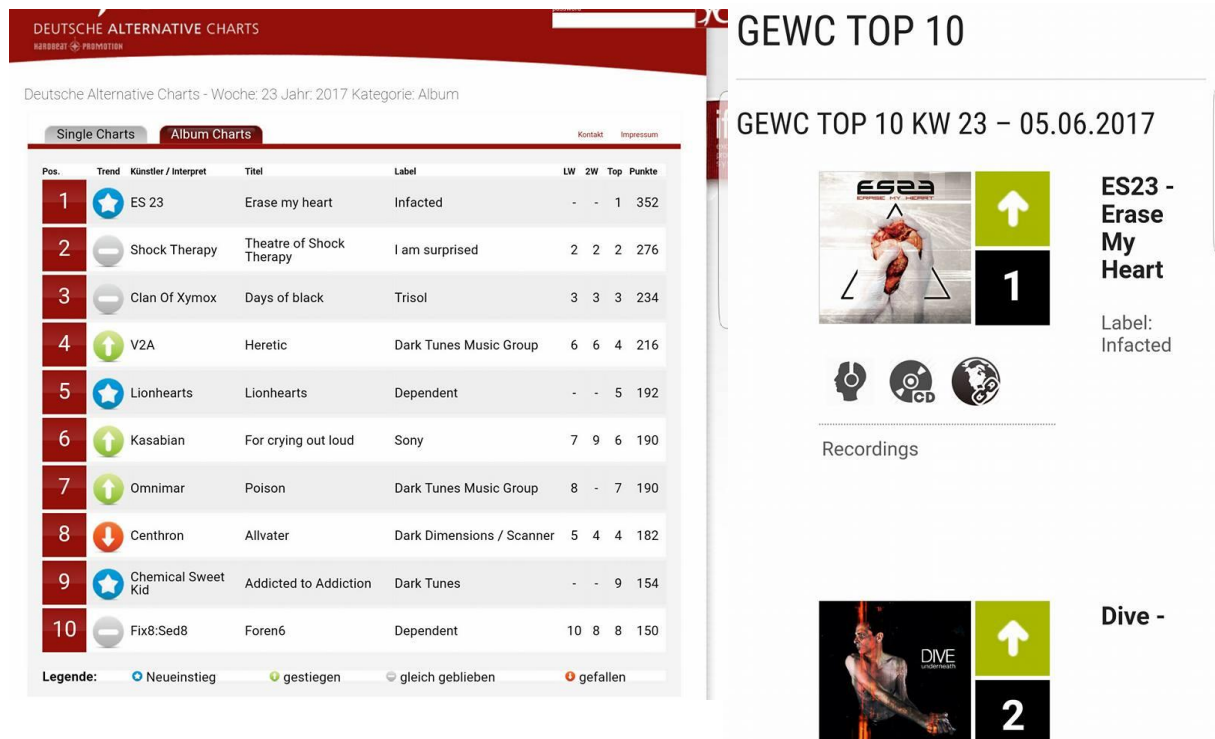 DEUTSCHE ALTERNATIVE CHARTS
HARDBEAT PROMOTION
Deutsche Alternative Charts - Woche: 23 Jahr: 2017 Kategorie: Album
Single Charts Album Charts Kontakt Impressum
Pos. Trend Künstler / Interpret Titel Label LW 2W Top Punkte
1 ES 23 Erase my heart Infacted - - 1 352
2 Shock Therapy Theatre of Shock Therapy I am surprised 2 2 2 276
3 Clan Of Xymox Days of black Trisol 3 3 3 234
4 V2A Heretic Dark Tunes Music Group 6 6 4 216
5 Lionhearts Lionhearts Dependent - - 5 192
6 Kasabian For crying out loud Sony 7 9 6 190
7 Omnimar Poison Dark Tunes Music Group 8 - 7 190
8 Centhron Allvater Dark Dimensions / Scanner 5 4 4 182
9 Chemical Sweet Kid Addicted to Addiction Dark Tunes - - 9 154
10 Fix8:Sed8 Foren6 Dependent 10 8 8 150
Legende: Neueinstieg gestiegen gleich geblieben gefallen
GEWC TOP 10
GEWC TOP 10 KW 23 – 05.06.2017
ES23
ERASE MY HEART
1
ES23 -
Erase
My
Heart
Label:
Infacted
CD
Recordings
DIVE
underneath
2
Dive -